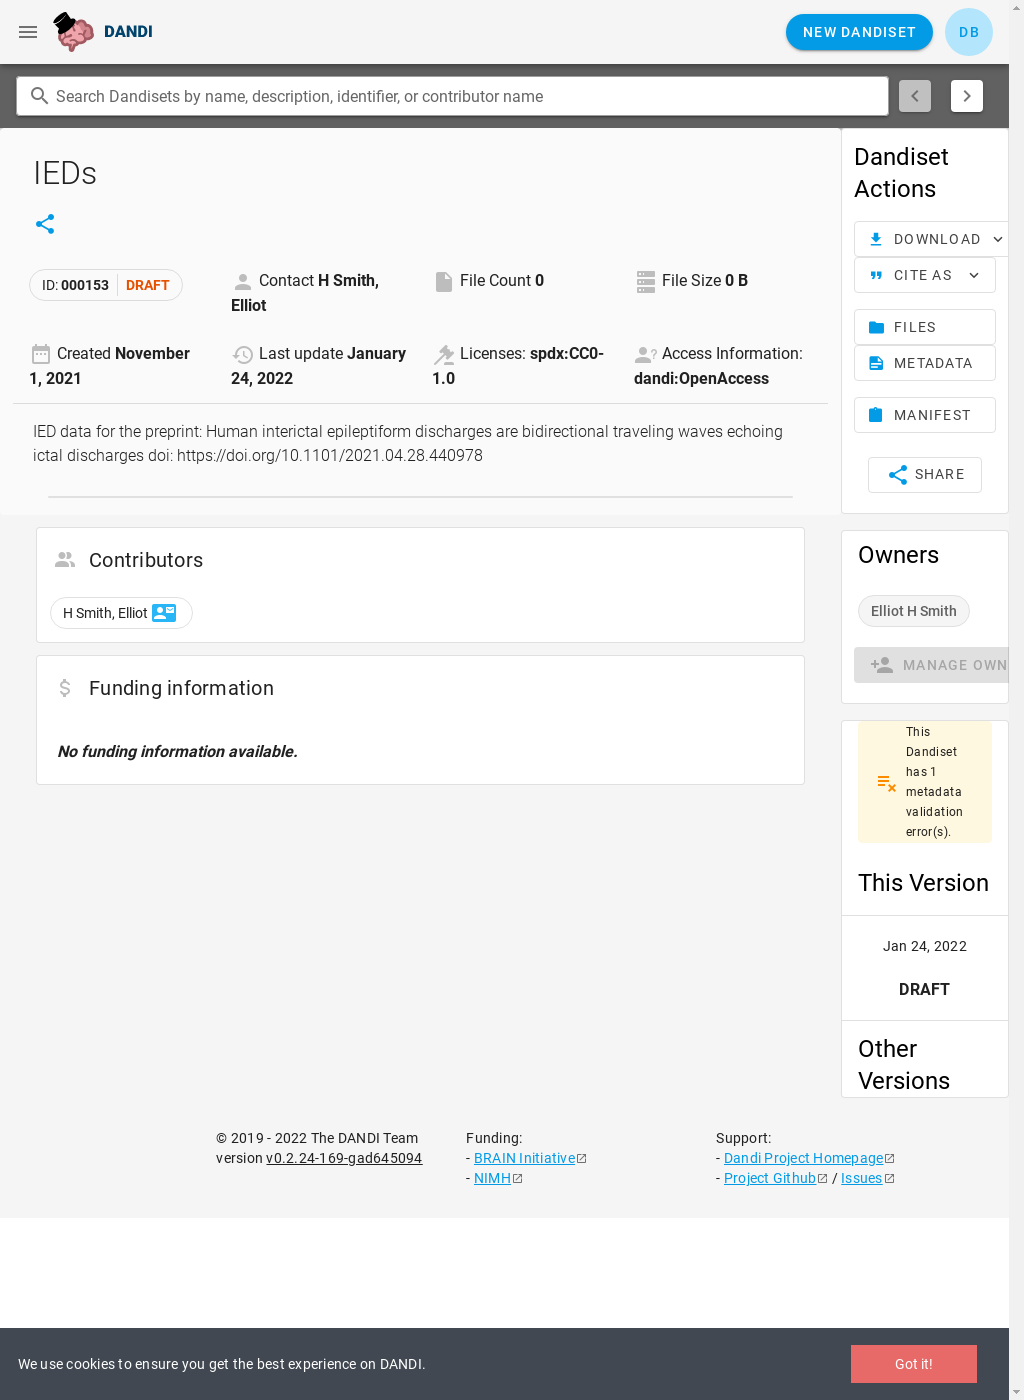 DANDI
NEW DANDISET
DB
Search Dandisets by name, description, identifier, or contributor name
IEDs
ID: 000153 DRAFT
Contact H Smith,
Elliot
File Count 0
File Size 0 B
Created November
1, 2021
Last update January
24, 2022
Licenses: spdx:CC0-
1.0
Access Information:
dandi:OpenAccess
IED data for the preprint: Human interictal epileptiform discharges are bidirectional traveling waves echoing
ictal discharges doi: https://doi.org/10.1101/2021.04.28.440978
Contributors
H Smith, Elliot
Funding information
No funding information available.
Dandiset
Actions
DOWNLOAD
CITE AS
FILES
METADATA
MANIFEST
SHARE
Owners
Elliot H Smith
MANAGE OWN
This
Dandiset
has 1
metadata
validation
error(s).
This Version
Jan 24, 2022
DRAFT
Other
Versions
© 2019 - 2022 The DANDI Team
version v0.2.24-169-gad645094
Funding:
- BRAIN Initiative
- NIMH
Support:
- Dandi Project Homepage
- Project Github / Issues
We use cookies to ensure you get the best experience on DANDI.
Got it!